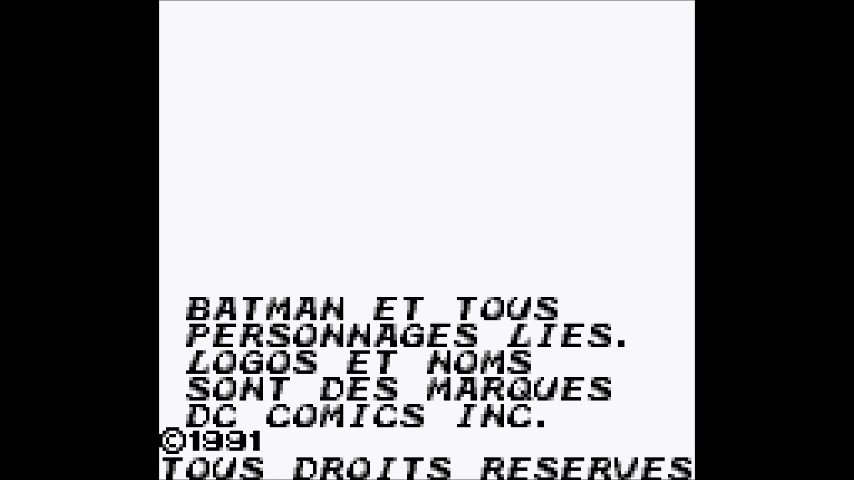 BATMAN ET TOUS
PERSONNAGES LIES.
LOGOS ET NOMS
SONT DES MARQUES
DC COMICS INC.
©1991
TOUS DROITS RESERVES